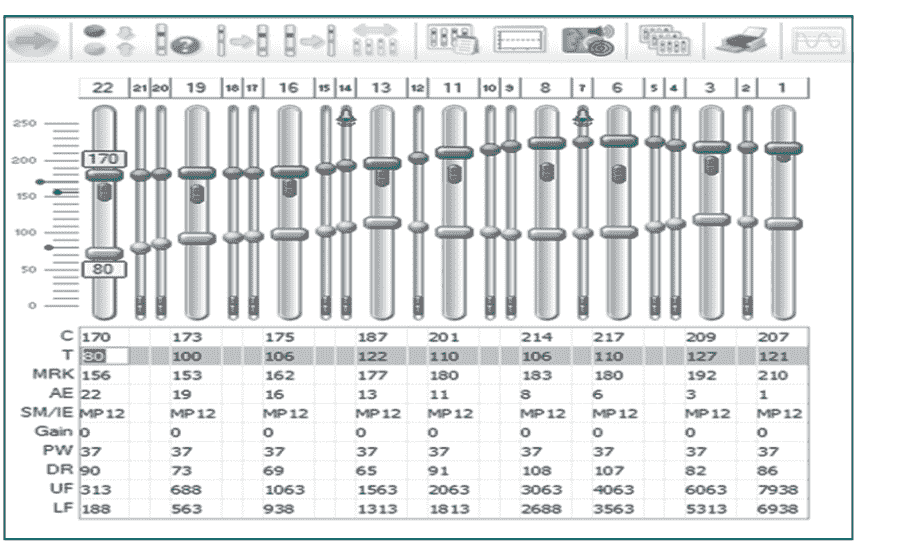 22 21 20 19 18 17 16 15 14 13 12 11 10 9 8 7 6 5 4 3 2 1
250
200
170
150
100
50
80
0
C 170 173 175 187 201 214 217 209 207
T 80 100 106 122 110 106 110 127 121
MRK 156 153 162 177 180 183 180 192 210
AE 22 19 16 13 11 8 6 3 1
SM/IE MP12 MP12 MP12 MP12 MP12 MP12 MP12 MP12 MP12
Gain 0 0 0 0 0 0 0 0 0
PW 37 37 37 37 37 37 37 37 37
DR 90 73 69 65 91 108 107 82 86
UF 313 688 1063 1563 2063 3063 4063 6063 7938
LF 188 563 938 1313 1813 2688 3563 5313 6938